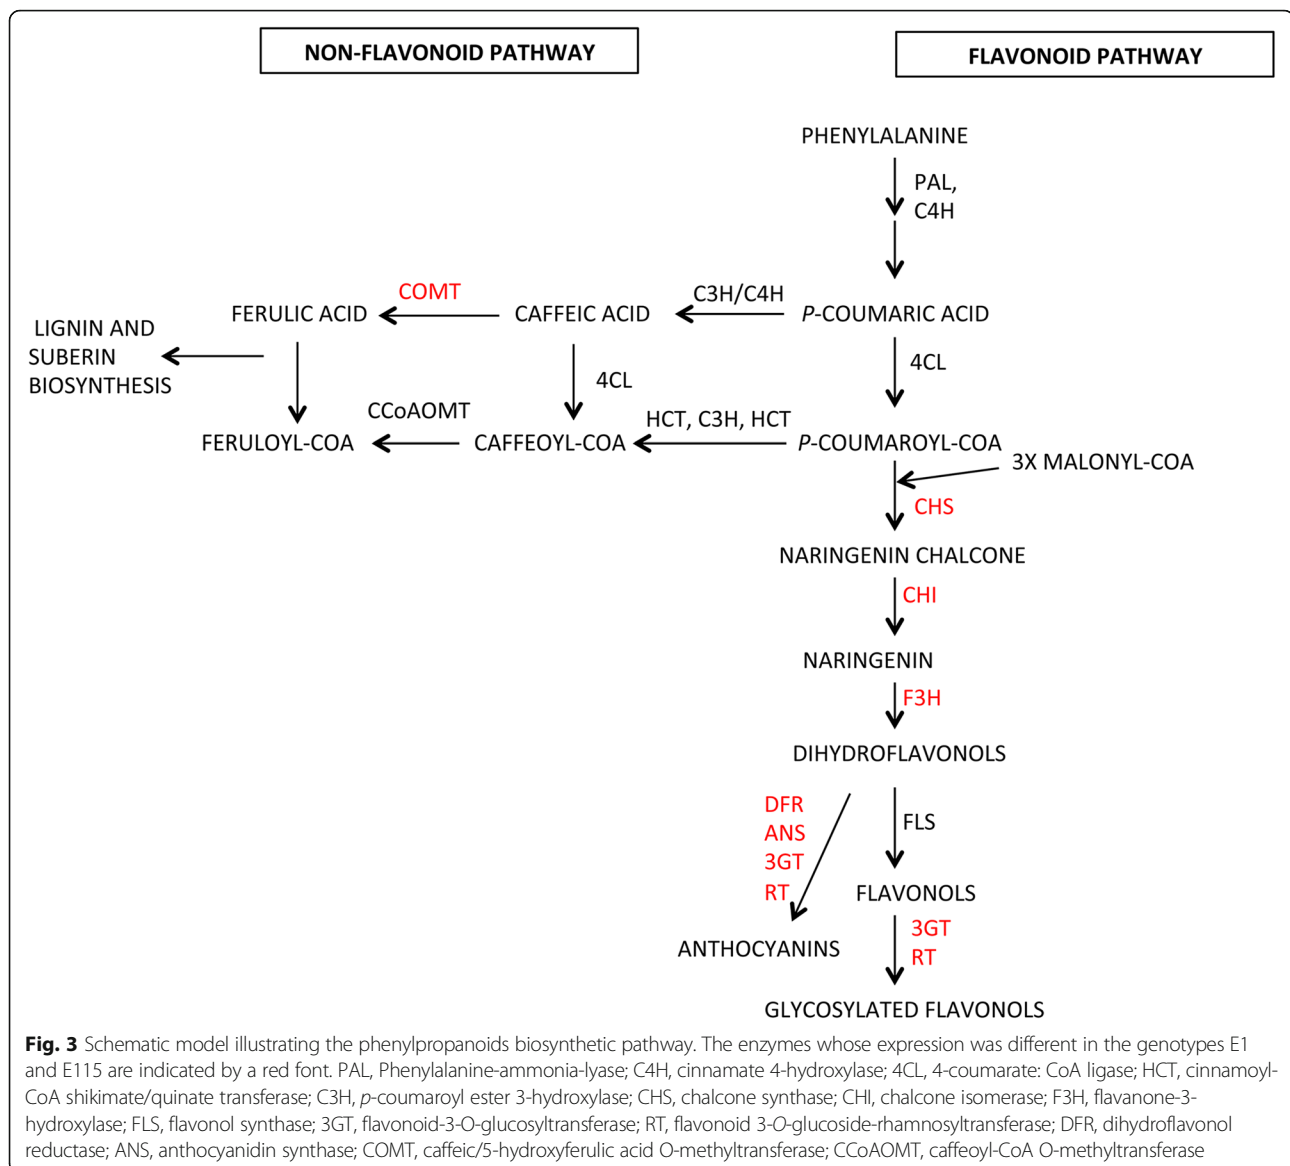 NON-FLAVONOID PATHWAY
FLAVONOID PATHWAY
PHENYLALANINE
PAL,
C4H
COMT
C3H/C4H
FERULIC ACID
CAFFEIC ACID
P-COUMARIC ACID
LIGNIN AND
SUBERIN
BIOSYNTHESIS
4CL
4CL
CCoAOMT
HCT, C3H, HCT
FERULOYL-COA
CAFFEOYL-COA
P-COUMAROYL-COA
3X MALONYL-COA
CHS
NARINGENIN CHALCONE
CHI
NARINGENIN
F3H
DIHYDROFLAVONOLS
DFR
ANS
3GT
RT
FLS
FLAVONOLS
3GT
RT
ANTHOCYANINS
GLYCOSYLATED FLAVONOLS
Fig. 3 Schematic model illustrating the phenylpropanoids biosynthetic pathway. The enzymes whose expression was different in the genotypes E1
and E115 are indicated by a red font. PAL, Phenylalanine-ammonia-lyase; C4H, cinnamate 4-hydroxylase; 4CL, 4-coumarate: CoA ligase; HCT, cinnamoyl-
CoA shikimate/quinate transferase; C3H, p-coumaroyl ester 3-hydroxylase; CHS, chalcone synthase; CHI, chalcone isomerase; F3H, flavanone-3-
hydroxylase; FLS, flavonol synthase; 3GT, flavonoid-3-O-glucosyltransferase; RT, flavonoid 3-O-glucoside-rhamnosyltransferase; DFR, dihydroflavonol
reductase; ANS, anthocyanidin synthase; COMT, caffeic/5-hydroxyferulic acid O-methyltransferase; CCoAOMT, caffeoyl-CoA O-methyltransferase